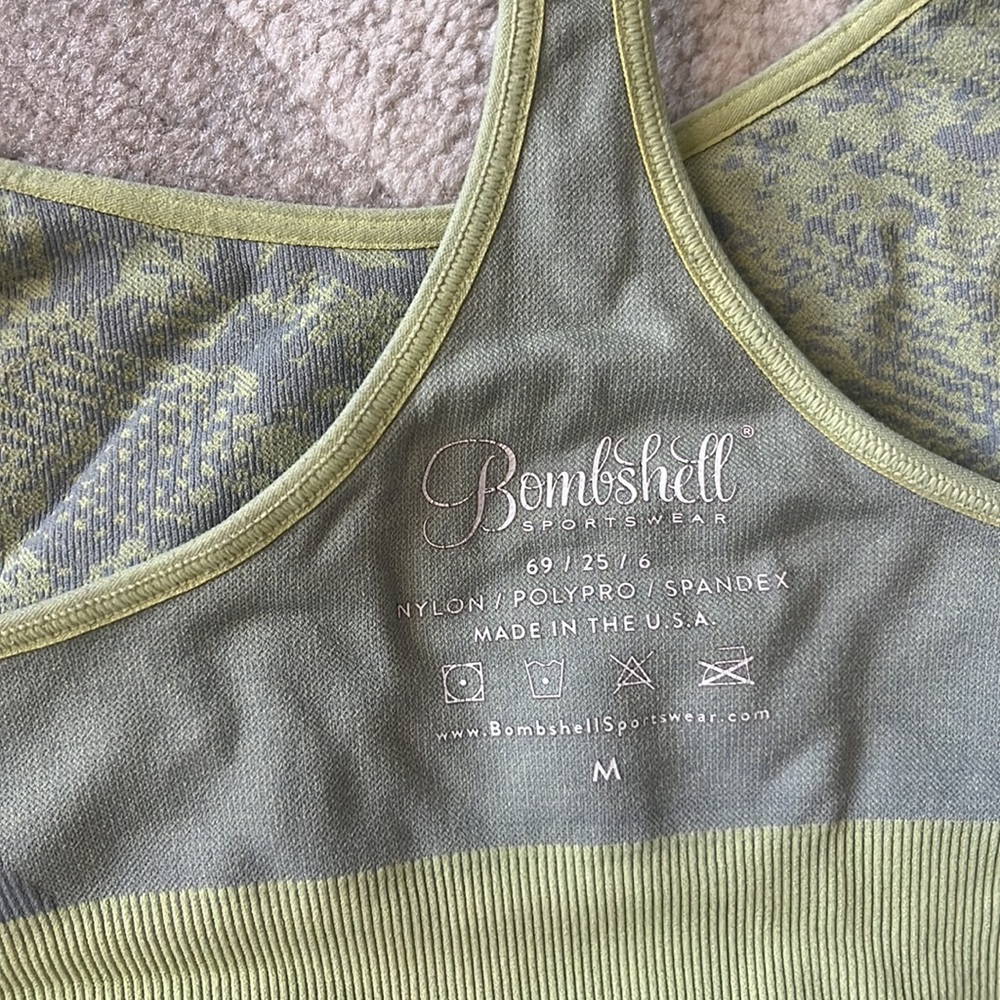 Bombshell®
SPORTSWEAR
69 / 25 / 6
NYLON / POLYPRO / SPANDEX
MADE IN THE U.S.A.
www.BombshellSportswear.com
M